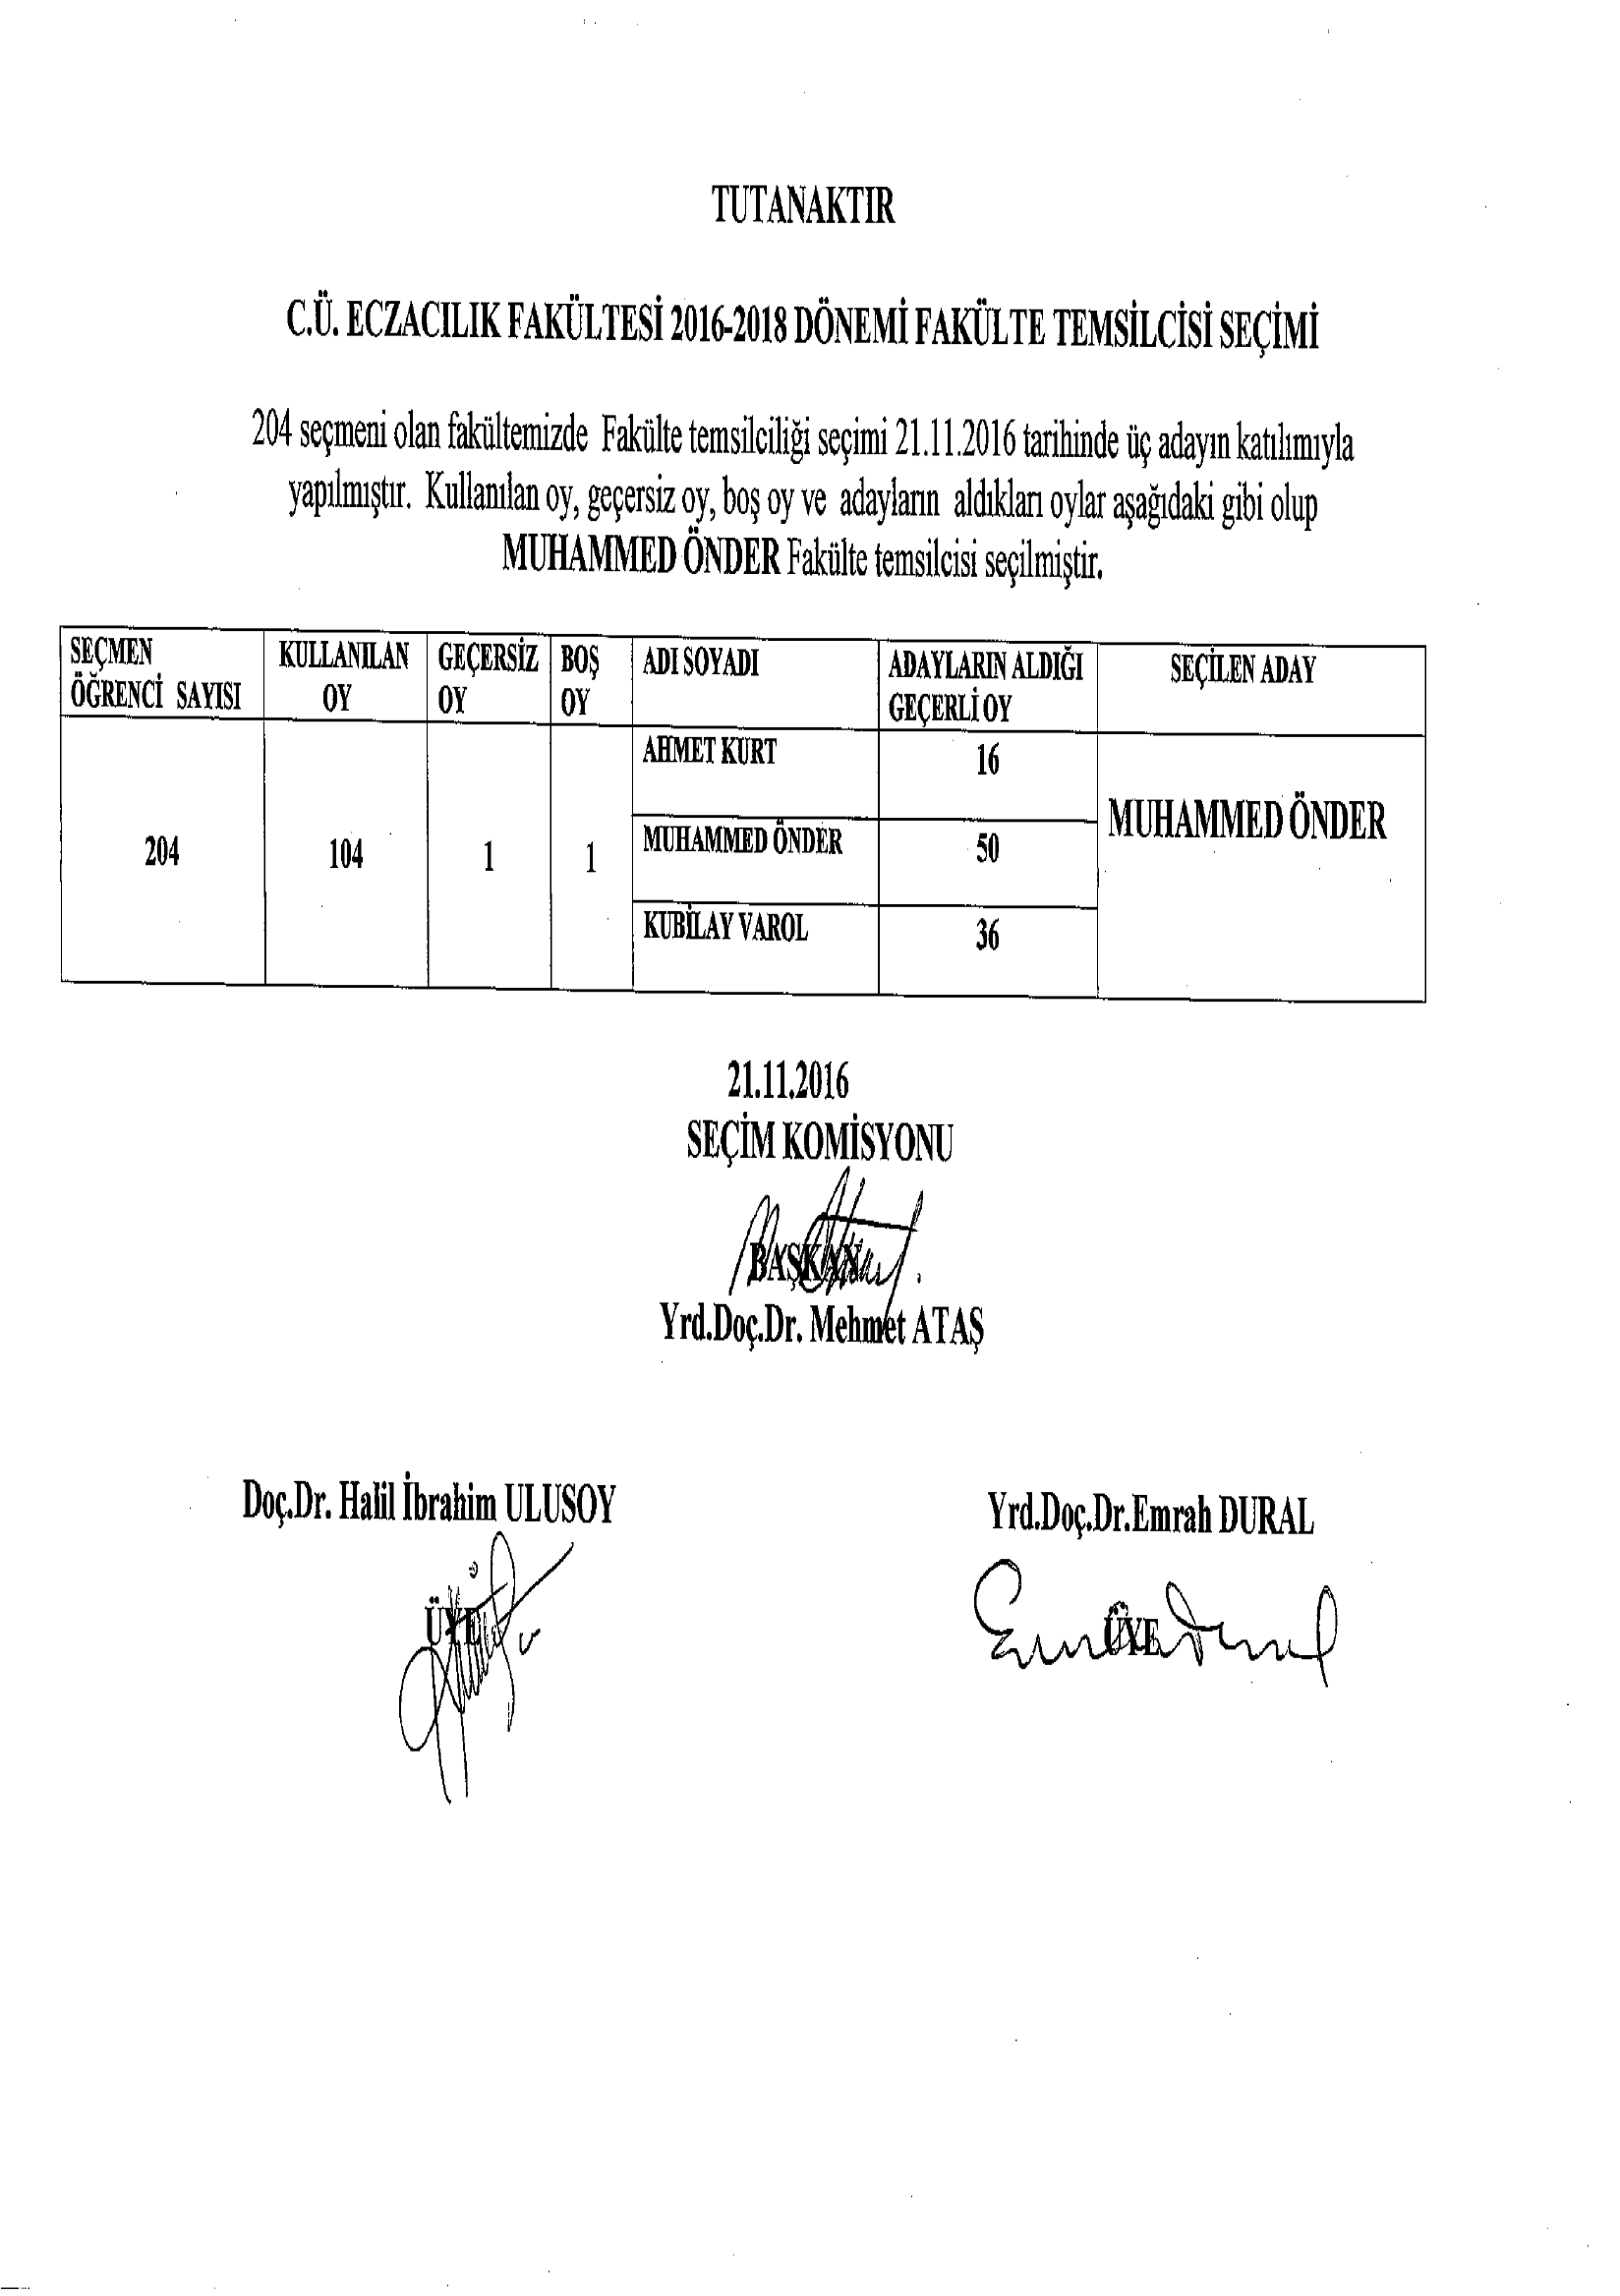 TUTANAKTIR
C.Ü. ECZACILIK FAKÜLTESİ 2016-2018 DÖNEMİ FAKÜLTE TEMSİLCİSİ SEÇİMİ
204 seçmeni olan fakültemizde Fakülte temsilciliği seçimi 21.11.2016 tarihinde üç adayın katılımıyla
yapılmıştır. Kullanılan oy, geçersiz oy, boş oy ve adayların aldıkları oylar aşağıdaki gibi olup
MUHAMMED ÖNDER Fakülte temsilcisi seçilmiştir.
SEÇMEN ÖĞRENCİ SAYISI KULLANILAN OY GEÇERSİZ OY BOŞ OY ADI SOYADI ADAYLARIN ALDIĞI GEÇERLİ OY SEÇİLEN ADAY
AHMET KURT 16
204 104 1 1 MUHAMMED ÖNDER 50 MUHAMMED ÖNDER
KUBİLAY VAROL 36
21.11.2016
SEÇİM KOMİSYONU
BAŞKAN
Yrd.Doç.Dr. Mehmet ATAŞ
Doç.Dr. Halil İbrahim ULUSOY Yrd.Doç.Dr.Emrah DURAL
ÜYE ÜYE